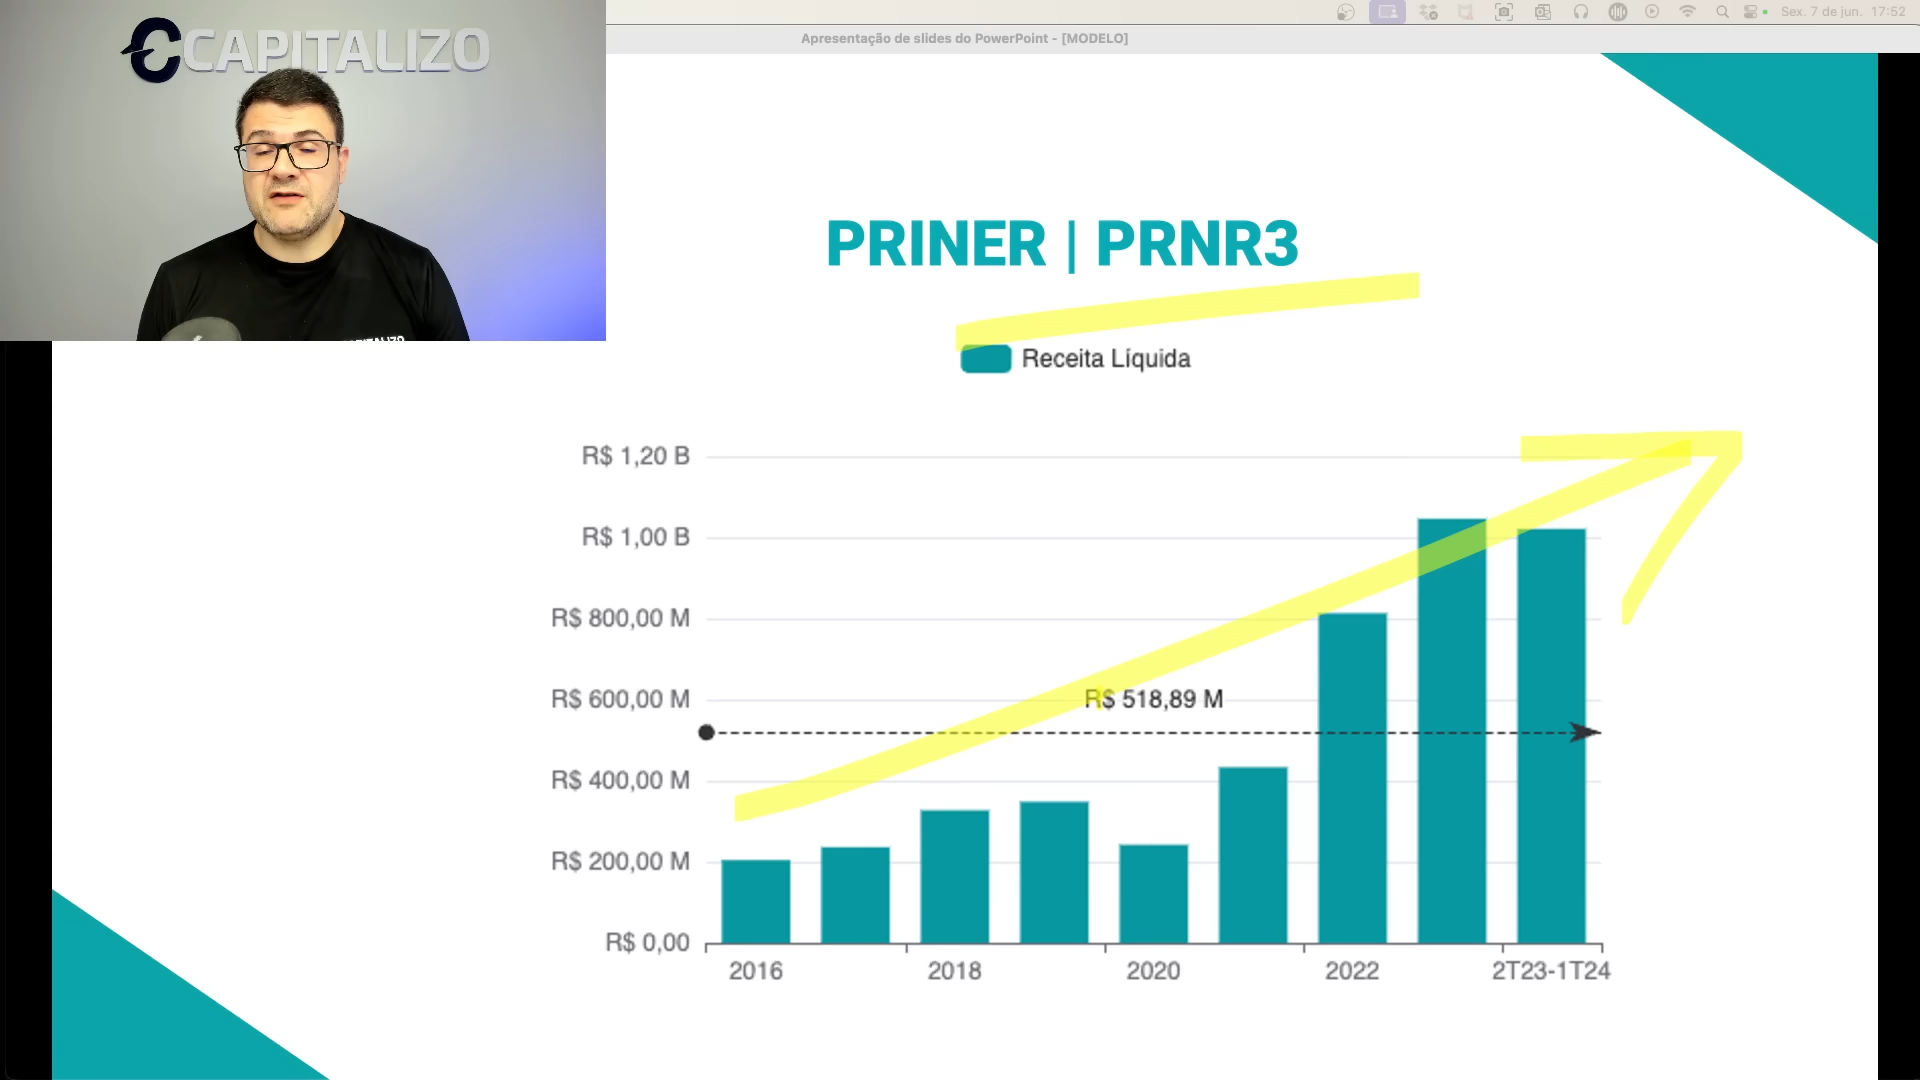 CAPITALIZO
Sex. 7 de jun. 17:52
Apresentação de slides do PowerPoint - [MODELO]
PRINER | PRNR3
Receita Líquida
R$ 1,20 B
R$ 1,00 B
R$ 800,00 M
R$ 600,00 M
R$ 518,89 M
R$ 400,00 M
R$ 200,00 M
R$ 0,00
2016
2018
2020
2022
2T23-1T24